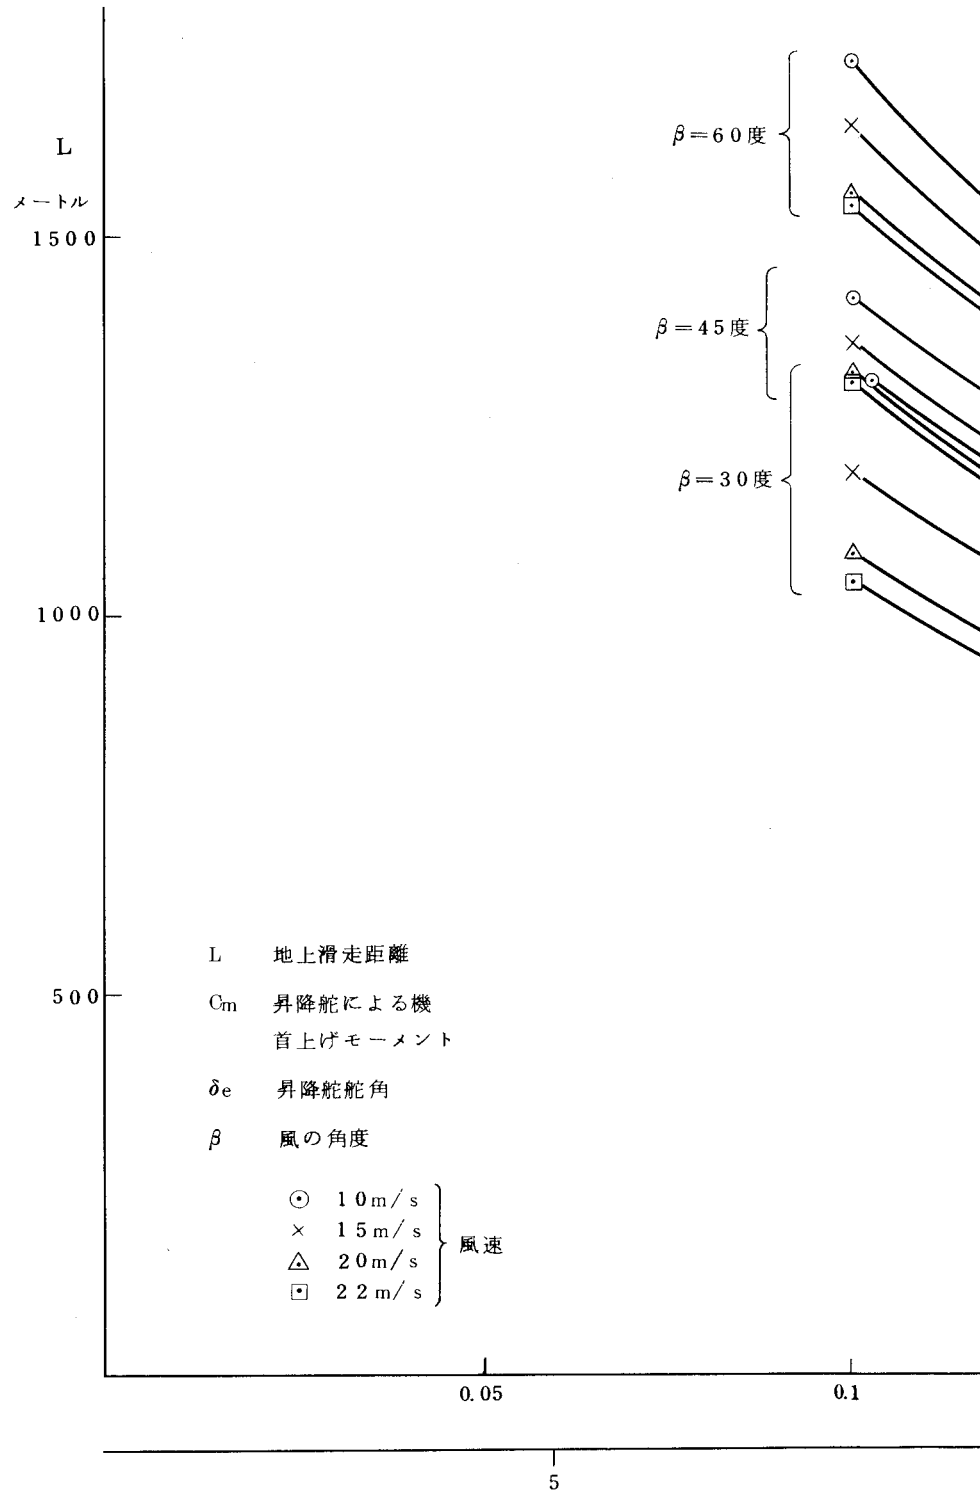 L
メートル
1500
1000
500
β=60度
β=45度
β=30度
L 地上滑走距離
Cm 昇降舵による機
首上げモーメント
δe 昇降舵舵角
β 風の角度
⊙ 10m/s
× 15m/s
△ 20m/s
⊡ 22m/s
風速
0.05
0.1
5